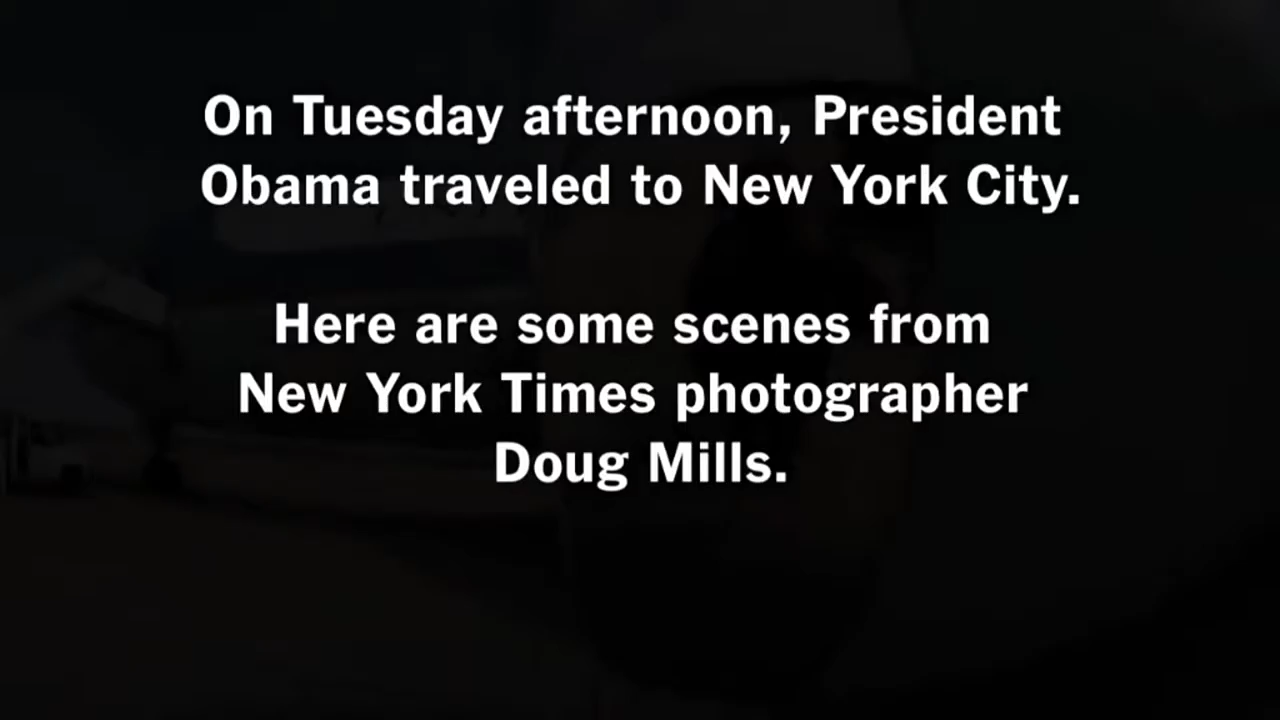 On Tuesday afternoon, President
Obama traveled to New York City.
Here are some scenes from
New York Times photographer
Doug Mills.